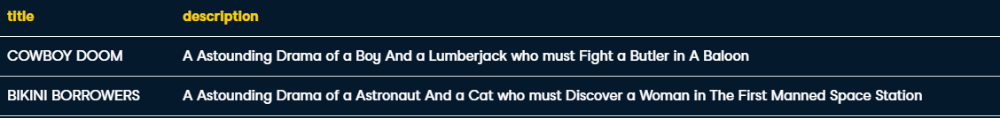 title description
COWBOY DOOM A Astounding Drama of a Boy And a Lumberjack who must Fight a Butler in A Baloon
BIKINI BORROWERS A Astounding Drama of a Astronaut And a Cat who must Discover a Woman in The First Manned Space Station